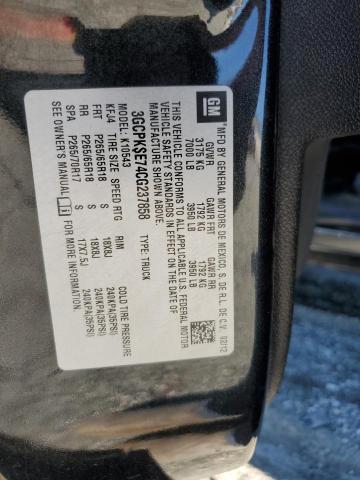 GM
MFD BY GENERAL MOTORS DE MEXICO, S. DE R.L. DE C.V. 02/12
GVWR GAWR FRT GAWR RR
3175 KG 1792 KG 1792 KG
7000 LB 3950 LB 3950 LB
THIS VEHICLE CONFORMS TO ALL APPLICABLE U.S. FEDERAL MOTOR
VEHICLE SAFETY STANDARDS IN EFFECT ON THE DATE OF
MANUFACTURE SHOWN ABOVE.
3GCPKSE74CG237858 TYPE: TRUCK
MODEL: K10543
KFJ4 TIRE SIZE SPEED RTG RIM COLD TIRE PRESSURE
FRT P265/65R18 S 18X8J 240KPA(35PSI)
RR P265/65R18 S 18X8J 240KPA(35PSI)
SPA P265/70R17 S 17X7.5J 240KPA(35PSI)
SEE OWNER'S MANUAL FOR MORE INFORMATION.